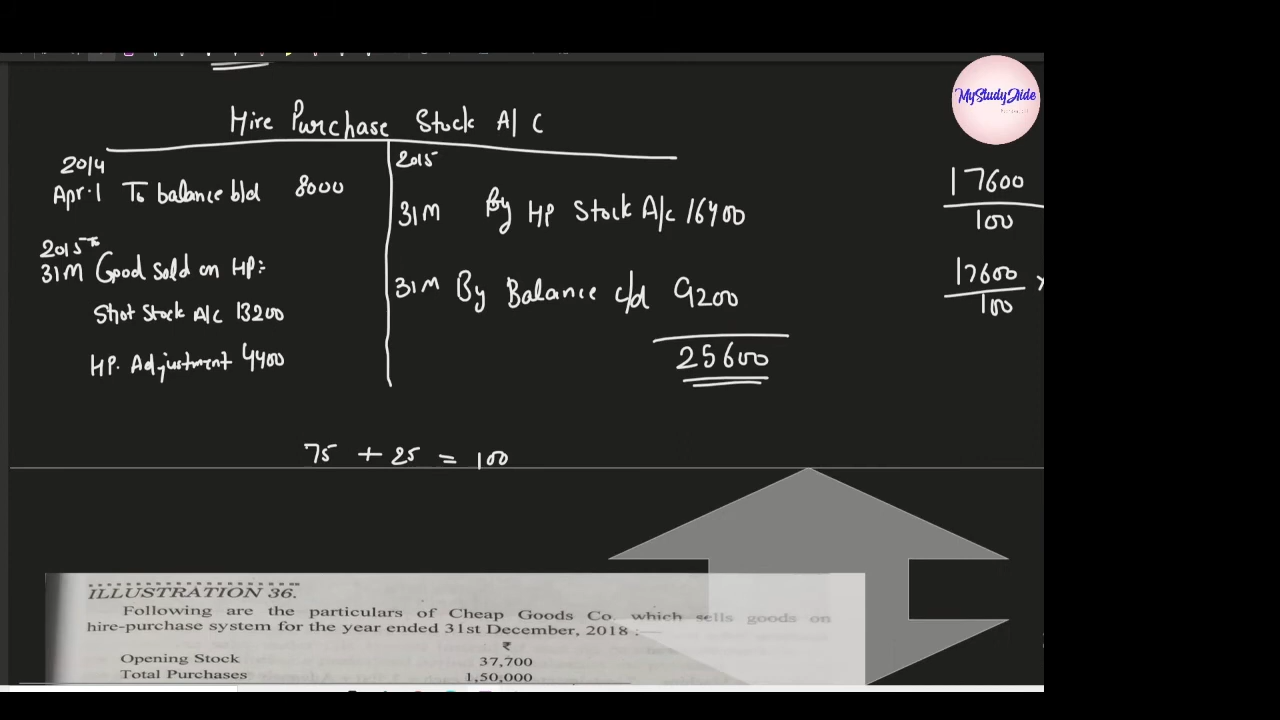 Hire Purchase Stock A/C
2014
Apr.1 To balance b/d 8000
2015 To
31M Good Sold on HP:
Shot Stock A/c 13200
HP. Adjustment 4400
2015
31M By HP Stock A/c 16400
31M By Balance c/d 9200
25600
75 + 25 = 100
MyStudyJide
17600
100
17600
100
ILLUSTRATION 36.
Following are the particulars of Cheap Goods Co. which sells goods on
hire-purchase system for the year ended 31st December, 2018 :—
₹
Opening Stock 37,700
Total Purchases 1,50,000